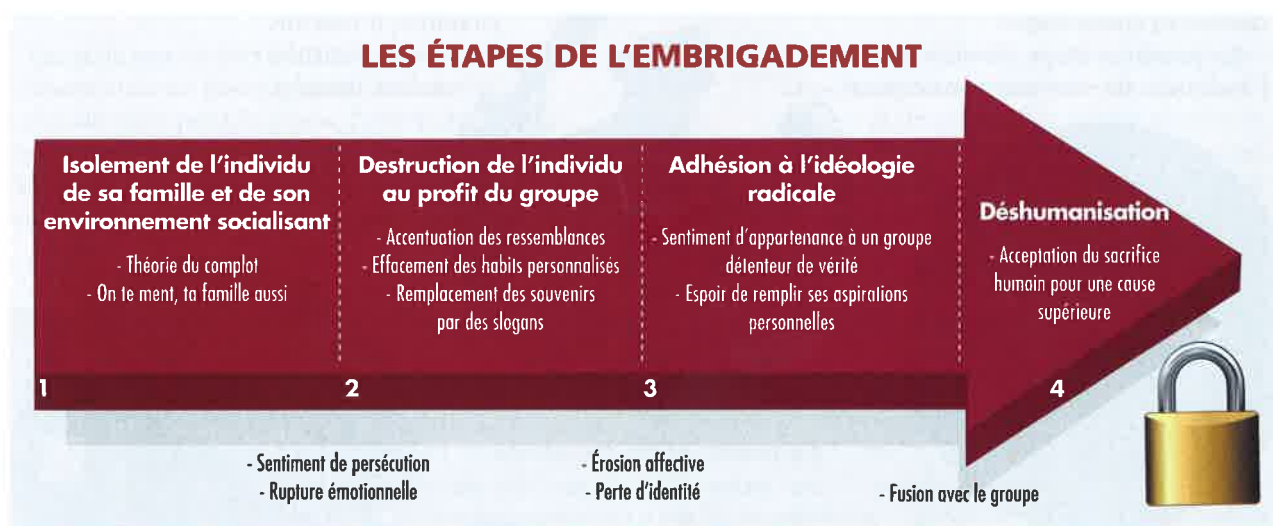 LES ÉTAPES DE L'EMBRIGADEMENT
Isolement de l'individu
de sa famille et de son
environnement socialisant
- Théorie du complot
- On te ment, ta famille aussi
1
Destruction de l'individu
au profit du groupe
- Accentuation des ressemblances
- Effacement des habits personnalisés
- Remplacement des souvenirs
par des slogans
2
Adhésion à l'idéologie
radicale
- Sentiment d'appartenance à un groupe
détenteur de vérité
- Espoir de remplir ses aspirations
personnelles
3
Déshumanisation
- Acceptation du sacrifice
humain pour une cause
supérieure
4
- Sentiment de persécution
- Rupture émotionnelle
- Érosion affective
- Perte d'identité
- Fusion avec le groupe